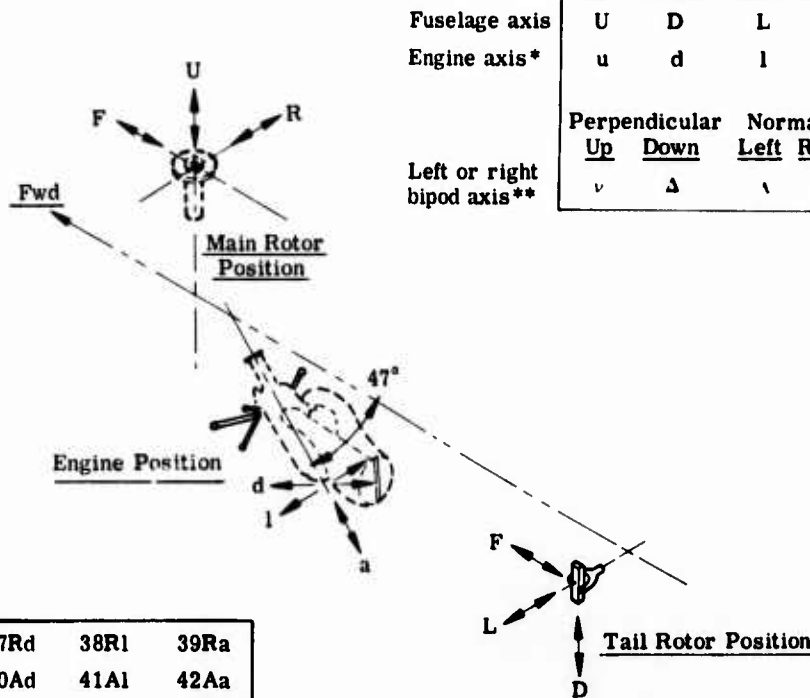 Fuselage axis U D L
Engine axis* u d l
Perpendicular
Up Down Left
Left or right
bipod axis** Δ
U
F R
Fwd
Main Rotor
Position
47°
Engine Position
d
l
a
F
L
D
Tail Rotor Position
7Rd 38Rl 39Ra
0Ad 41Al 42Aa